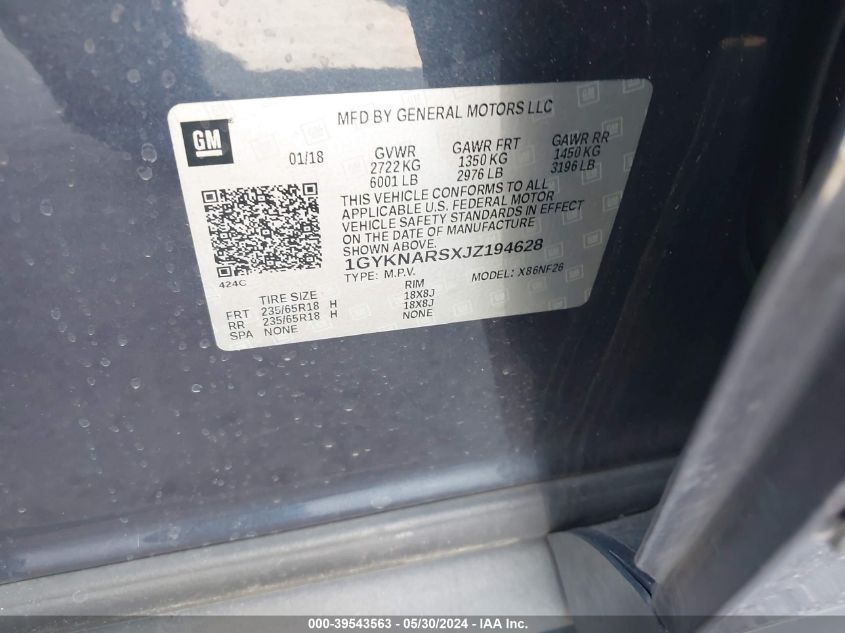 MFD BY GENERAL MOTORS LLC
GM
01/18 GVWR GAWR FRT GAWR RR
2722 KG 1350 KG 1450 KG
6001 LB 2976 LB 3196 LB
THIS VEHICLE CONFORMS TO ALL
APPLICABLE U.S. FEDERAL MOTOR
VEHICLE SAFETY STANDARDS IN EFFECT
ON THE DATE OF MANUFACTURE
SHOWN ABOVE.
1GYKNARSXJZ194628
TYPE: M.P.V. MODEL: X86NF26
424C
TIRE SIZE RIM
FRT 235/65R18 H 18X8J
RR 235/65R18 H 18X8J
SPA NONE NONE
000-39543563 - 05/30/2024 - IAA Inc.